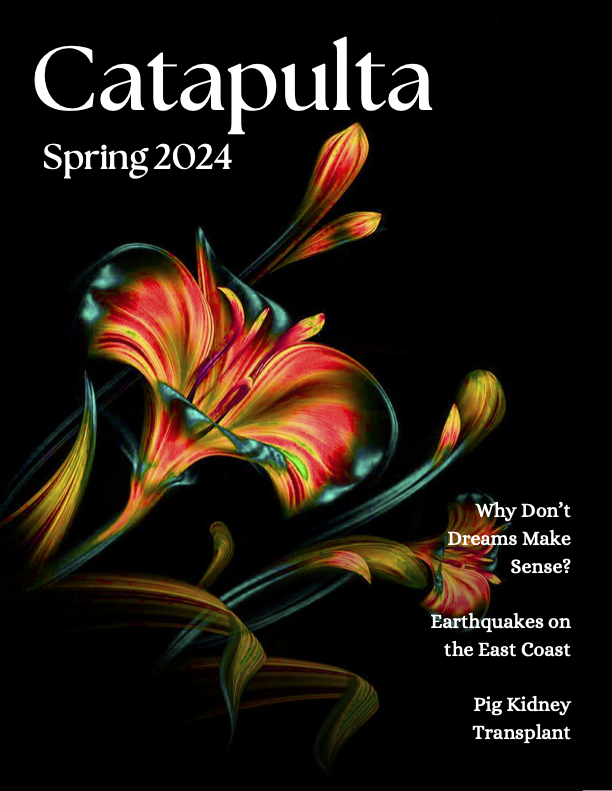 Catapulta
Spring 2024
Why Don’t
Dreams Make
Sense?
Earthquakes on
the East Coast
Pig Kidney
Transplant